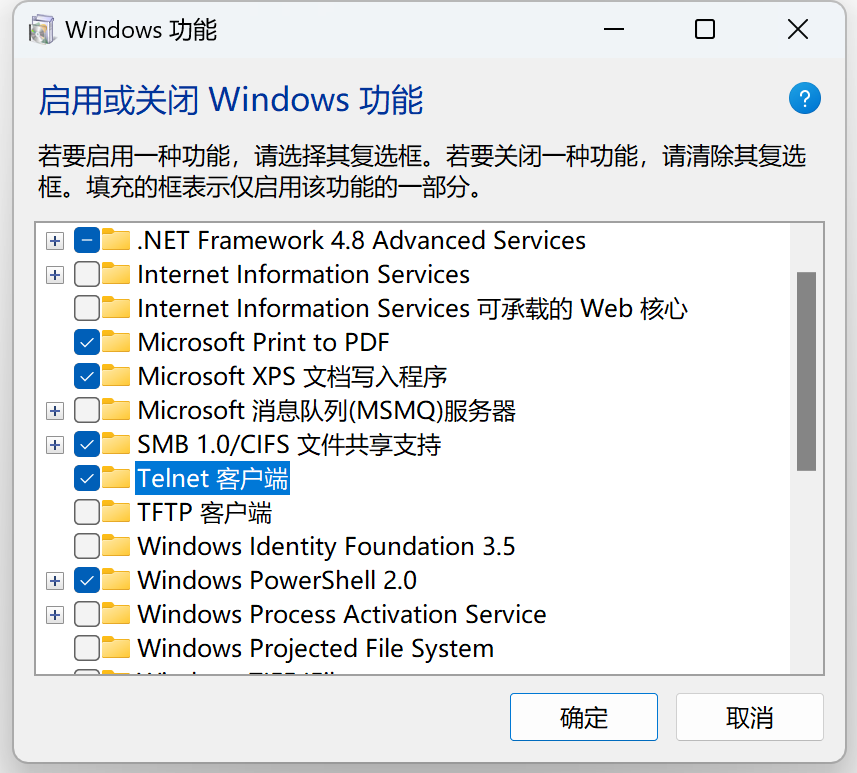 Windows 功能
启用或关闭 Windows 功能
?
若要启用一种功能，请选择其复选框。若要关闭一种功能，请清除其复选
框。填充的框表示仅启用该功能的一部分。
.NET Framework 4.8 Advanced Services
Internet Information Services
Internet Information Services 可承载的 Web 核心
Microsoft Print to PDF
Microsoft XPS 文档写入程序
Microsoft 消息队列(MSMQ)服务器
SMB 1.0/CIFS 文件共享支持
Telnet 客户端
TFTP 客户端
Windows Identity Foundation 3.5
Windows PowerShell 2.0
Windows Process Activation Service
Windows Projected File System
确定
取消